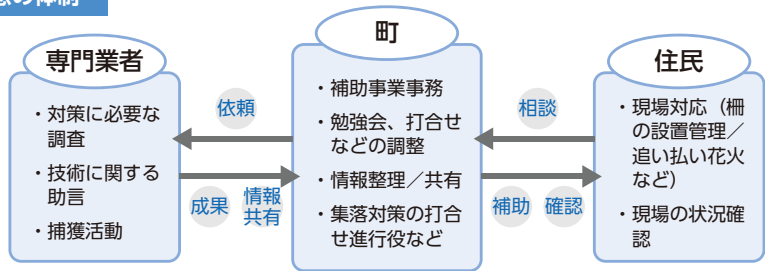 の体制
専門業者
・対策に必要な
調査
・技術に関する
助言
・捕獲活動
依頼
成果
情報
共有
町
・補助事業事務
・勉強会、打合せ
などの調整
・情報整理／共有
・集落対策の打合
せ進行役など
相談
補助
確認
住民
・現場対応（柵
の設置管理／
追い払い花火
など）
・現場の状況確
認